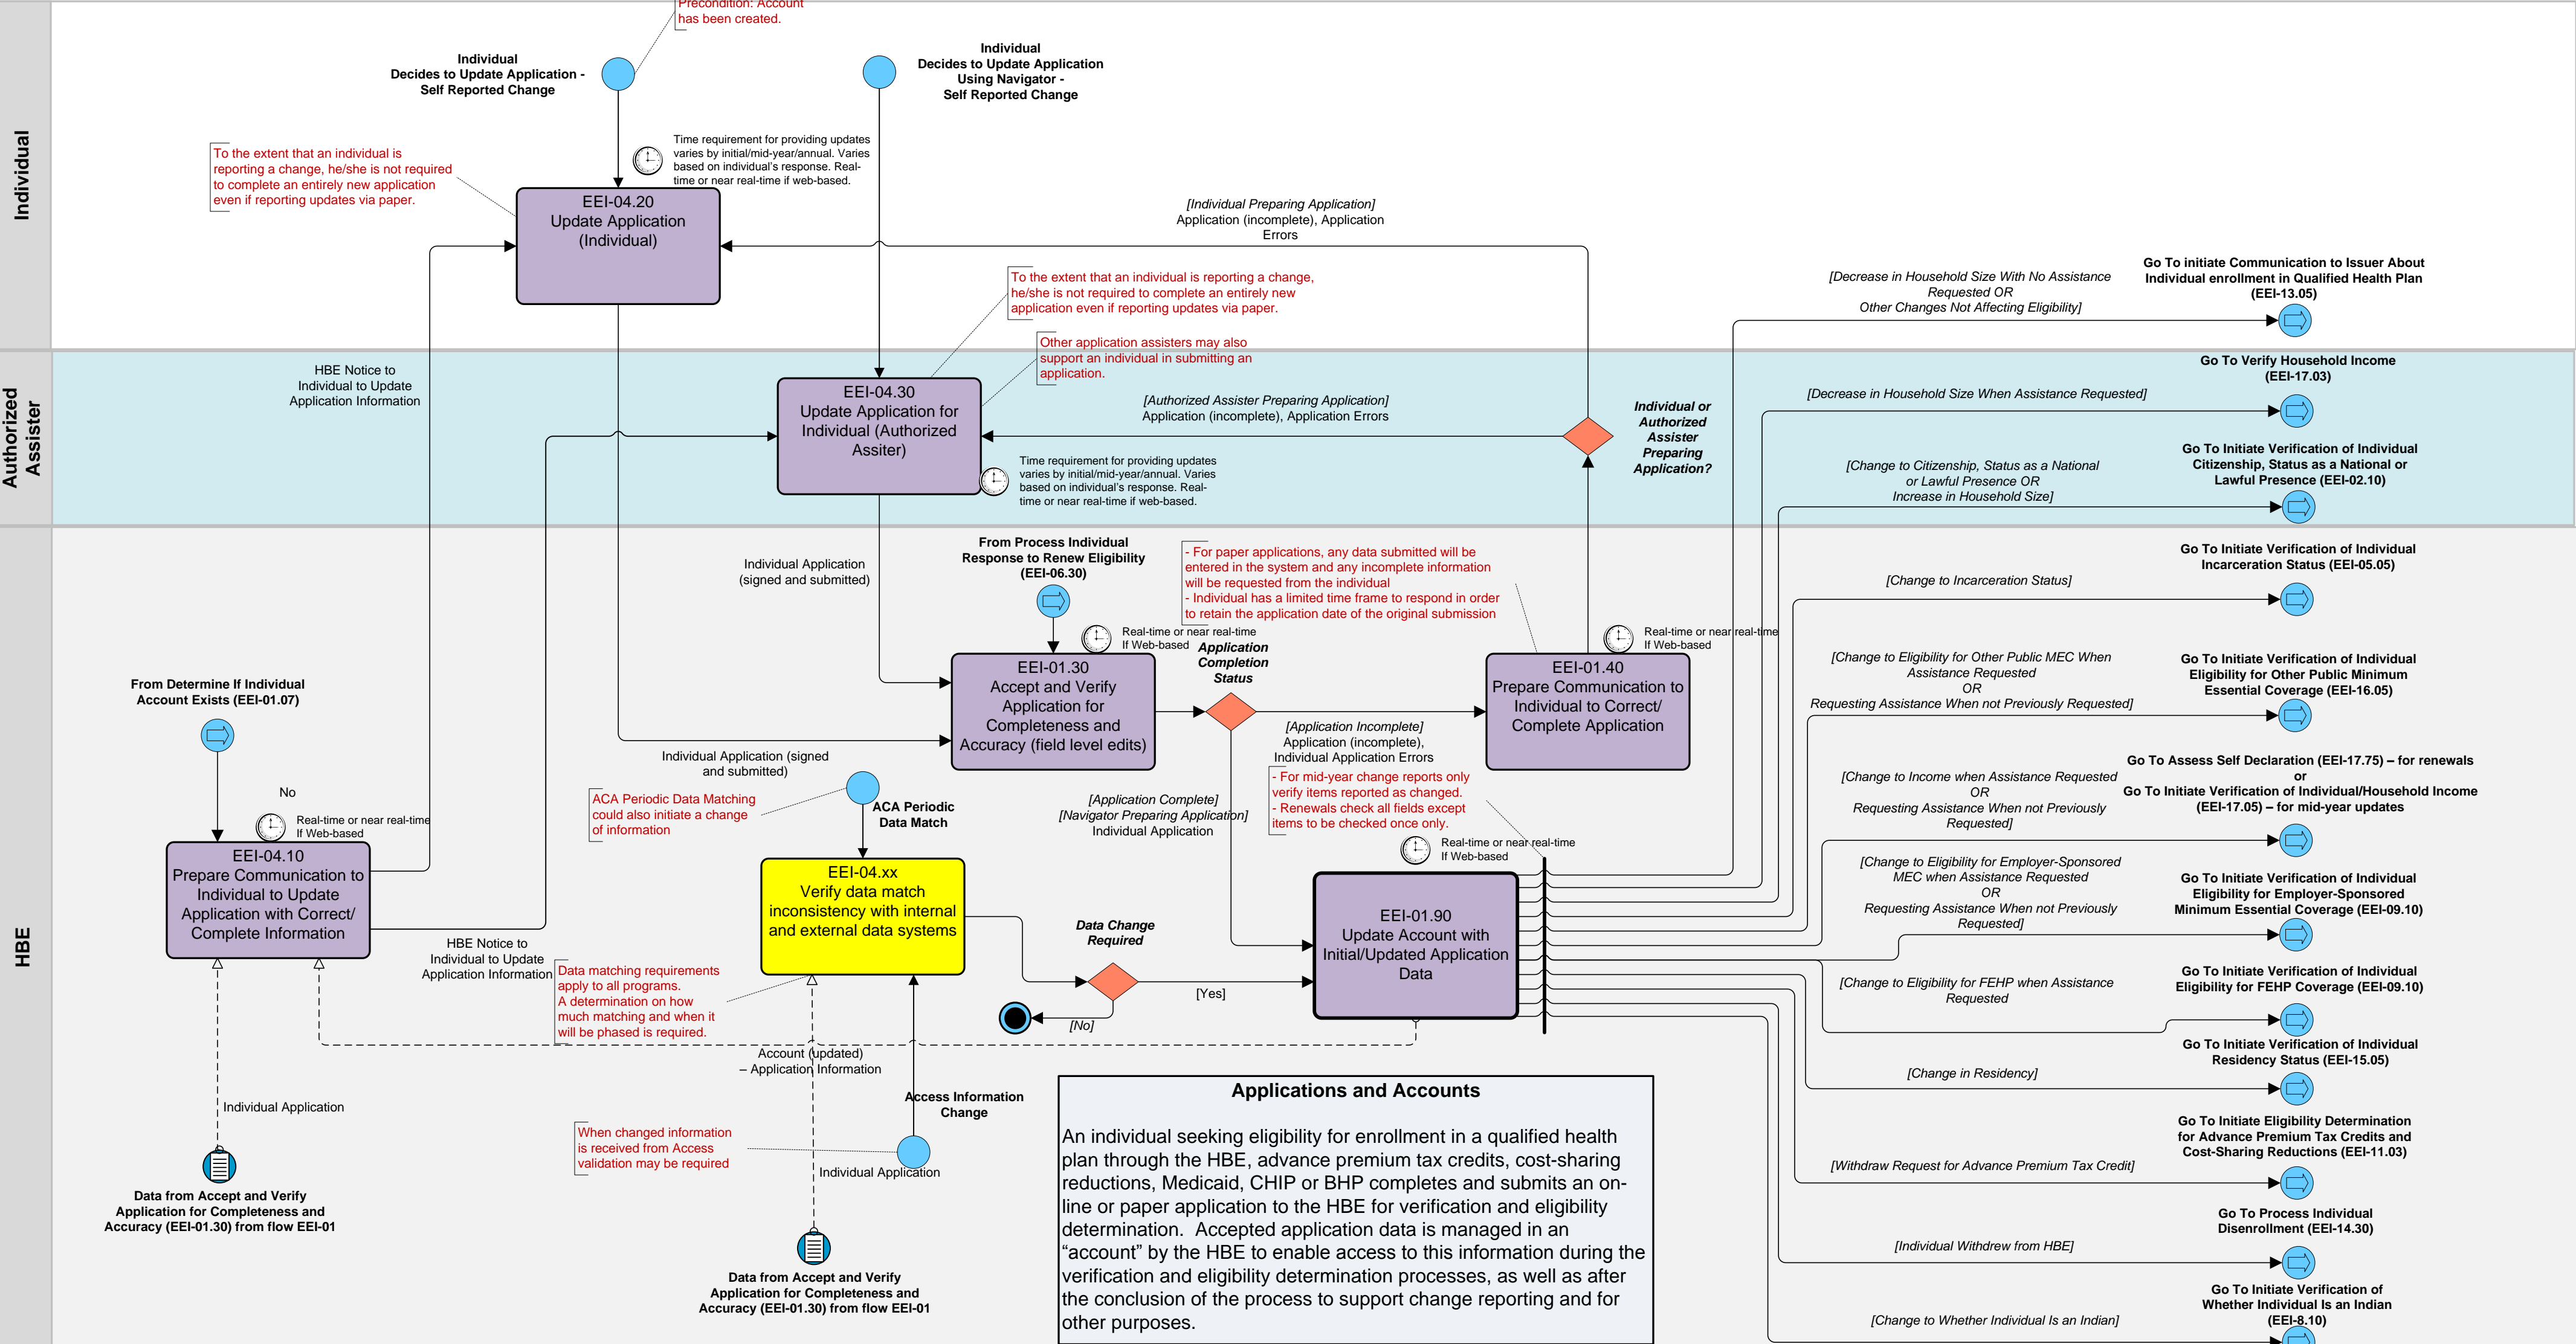 Precondition: Account
has been created.
Individual
Decides to Update Application -
Self Reported Change
Individual
Decides to Update Application
Using Navigator -
Self Reported Change
Individual
Time requirement for providing updates
varies by initial/mid-year/annual. Varies
based on individual's response. Real-
time or near real-time if web-based.
To the extent that an individual is
reporting a change, he/she is not required
to complete an entirely new application
even if reporting updates via paper.
EEI-04.20
Update Application
(Individual)
[Individual Preparing Application]
Application (incomplete), Application
Errors
To the extent that an individual is reporting a change,
he/she is not required to complete an entirely new
application even if reporting updates via paper.
[Decrease in Household Size With No Assistance
Requested OR
Other Changes Not Affecting Eligibility]
Go To initiate Communication to Issuer About
Individual enrollment in Qualified Health Plan
(EEI-13.05)
Authorized
Assister
HBE Notice to
Individual to Update
Application Information
Other application assisters may also
support an individual in submitting an
application.
EEI-04.30
Update Application for
Individual (Authorized
Assiter)
[Authorized Assister Preparing Application]
Application (incomplete), Application Errors
Individual or
Authorized
Assister
Preparing
Application?
Time requirement for providing updates
varies by initial/mid-year/annual. Varies
based on individual's response. Real-
time or near real-time if web-based.
Go To Verify Household Income
(EEI-17.03)
[Decrease in Household Size When Assistance Requested]
Go To Initiate Verification of Individual
Citizenship, Status as a National or
Lawful Presence (EEI-02.10)
[Change to Citizenship, Status as a National
or Lawful Presence OR
Increase in Household Size]
HBE
Individual Application
(signed and submitted)
From Process Individual
Response to Renew Eligibility
(EEI-06.30)
- For paper applications, any data submitted will be
entered in the system and any incomplete information
will be requested from the individual
- Individual has a limited time frame to respond in order
to retain the application date of the original submission
Real-time or near real-time
If Web-based
Application
Completion
Status
Real-time or near real-time
If Web-based
EEI-01.30
Accept and Verify
Application for
Completeness and
Accuracy (field level edits)
EEI-01.40
Prepare Communication to
Individual to Correct/
Complete Application
[Application Incomplete]
Application (incomplete),
Individual Application Errors
From Determine If Individual
Account Exists (EEI-01.07)
No
Real-time or near real-time
If Web-based
EEI-04.10
Prepare Communication to
Individual to Update
Application with Correct/
Complete Information
Individual Application (signed
and submitted)
ACA Periodic Data Matching
could also initiate a change
of information
ACA Periodic
Data Match
[Application Complete]
[Navigator Preparing Application]
Individual Application
- For mid-year change reports only
verify items reported as changed.
- Renewals check all fields except
items to be checked once only.
Real-time or near real-time
If Web-based
EEI-04.xx
Verify data match
inconsistency with internal
and external data systems
Data Change
Required
EEI-01.90
Update Account with
Initial/Updated Application
Data
[Yes]
[No]
HBE Notice to
Individual to Update
Application Information
Data matching requirements
apply to all programs.
A determination on how
much matching and when it
will be phased is required.
Account (updated)
– Application Information
Access Information
Change
When changed information
is received from Access
validation may be required
Individual Application
Individual Application
Data from Accept and Verify
Application for Completeness and
Accuracy (EEI-01.30) from flow EEI-01
Data from Accept and Verify
Application for Completeness and
Accuracy (EEI-01.30) from flow EEI-01
Applications and Accounts
An individual seeking eligibility for enrollment in a qualified health
plan through the HBE, advance premium tax credits, cost-sharing
reductions, Medicaid, CHIP or BHP completes and submits an on-
line or paper application to the HBE for verification and eligibility
determination.  Accepted application data is managed in an
“account” by the HBE to enable access to this information during the
verification and eligibility determination processes, as well as after
the conclusion of the process to support change reporting and for
other purposes.
Go To Initiate Verification of Individual
Incarceration Status (EEI-05.05)
[Change to Incarceration Status]
[Change to Eligibility for Other Public MEC When
Assistance Requested
OR
Requesting Assistance When not Previously Requested]
Go To Initiate Verification of Individual
Eligibility for Other Public Minimum
Essential Coverage (EEI-16.05)
[Change to Income when Assistance Requested
OR
Requesting Assistance When not Previously
Requested]
Go To Assess Self Declaration (EEI-17.75) – for renewals
or
Go To Initiate Verification of Individual/Household Income
(EEI-17.05) – for mid-year updates
[Change to Eligibility for Employer-Sponsored
MEC when Assistance Requested
OR
Requesting Assistance When not Previously
Requested]
Go To Initiate Verification of Individual
Eligibility for Employer-Sponsored
Minimum Essential Coverage (EEI-09.10)
[Change to Eligibility for FEHP when Assistance
Requested
Go To Initiate Verification of Individual
Eligibility for FEHP Coverage (EEI-09.10)
Go To Initiate Verification of Individual
Residency Status (EEI-15.05)
[Change in Residency]
Go To Initiate Eligibility Determination
for Advance Premium Tax Credits and
Cost-Sharing Reductions (EEI-11.03)
[Withdraw Request for Advance Premium Tax Credit]
Go To Process Individual
Disenrollment (EEI-14.30)
[Individual Withdrew from HBE]
Go To Initiate Verification of
Whether Individual Is an Indian
(EEI-8.10)
[Change to Whether Individual Is an Indian]